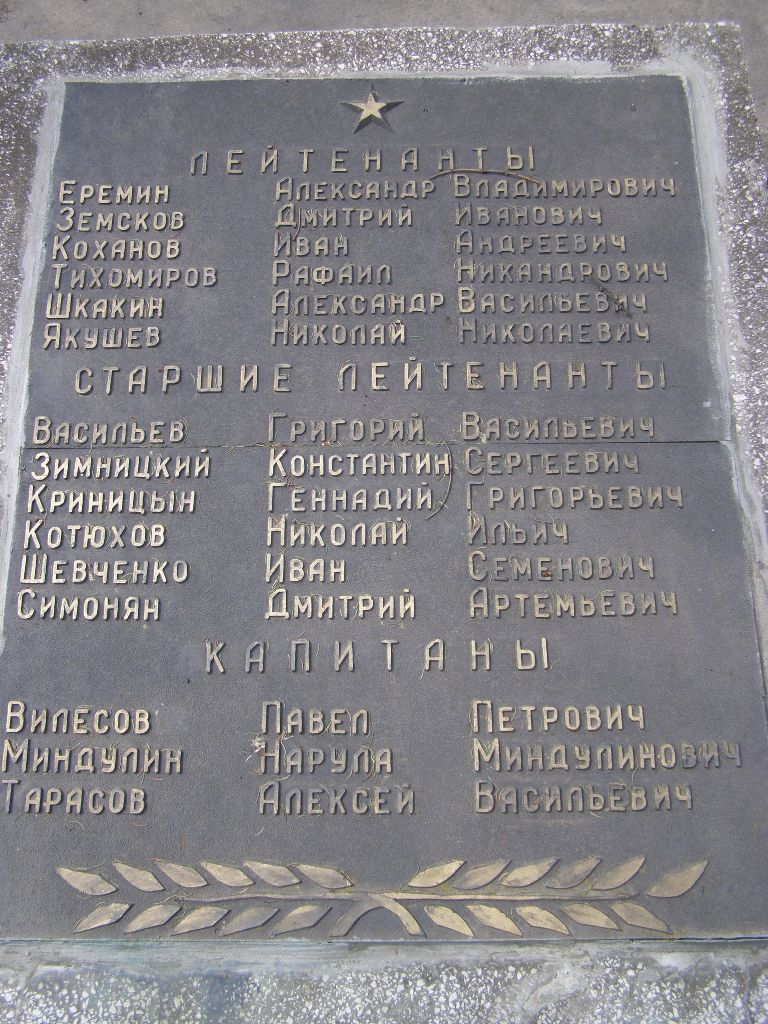 ЛЕЙТЕНАНТЫ
ЕРЕМИН АЛЕКСАНДР ВЛАДИМИРОВИЧ
ЗЕМСКОВ ДМИТРИЙ ИВАНОВИЧ
КОХАНОВ ИВАН АНДРЕЕВИЧ
ТИХОМИРОВ РАФАИЛ НИКАНДРОВИЧ
ШКАКИН АЛЕКСАНДР ВАСИЛЬЕВИЧ
ЯКУШЕВ НИКОЛАЙ НИКОЛАЕВИЧ
СТАРШИЕ ЛЕЙТЕНАНТЫ
ВАСИЛЬЕВ ГРИГОРИЙ ВЯСИЛЬЕВИЧ
ЗИМНИЦКИЙ КОНСТАНТИН СЕРГЕЕВИЧ
КРИНИЦЫН ГЕННАДИЙ ГРИГОРЬЕВИЧ
КОТЮХОВ НИКОЛАЙ ИЛЬИЧ
ШЕВЧЕНКО ИВАН СЕМЕНОВИЧ
СИМОНЯН ДМИТРИЙ АРТЕМЬЕВИЧ
КАПИТАНЫ
ВИЛЕСОВ ПАВЕЛ ПЕТРОВИЧ
МИНДУЛИН НАРУЛА МИНДУЛИНОВИЧ
ТАРАСОВ АЛЕКСЕЙ ВАСИЛЬЕВИЧ